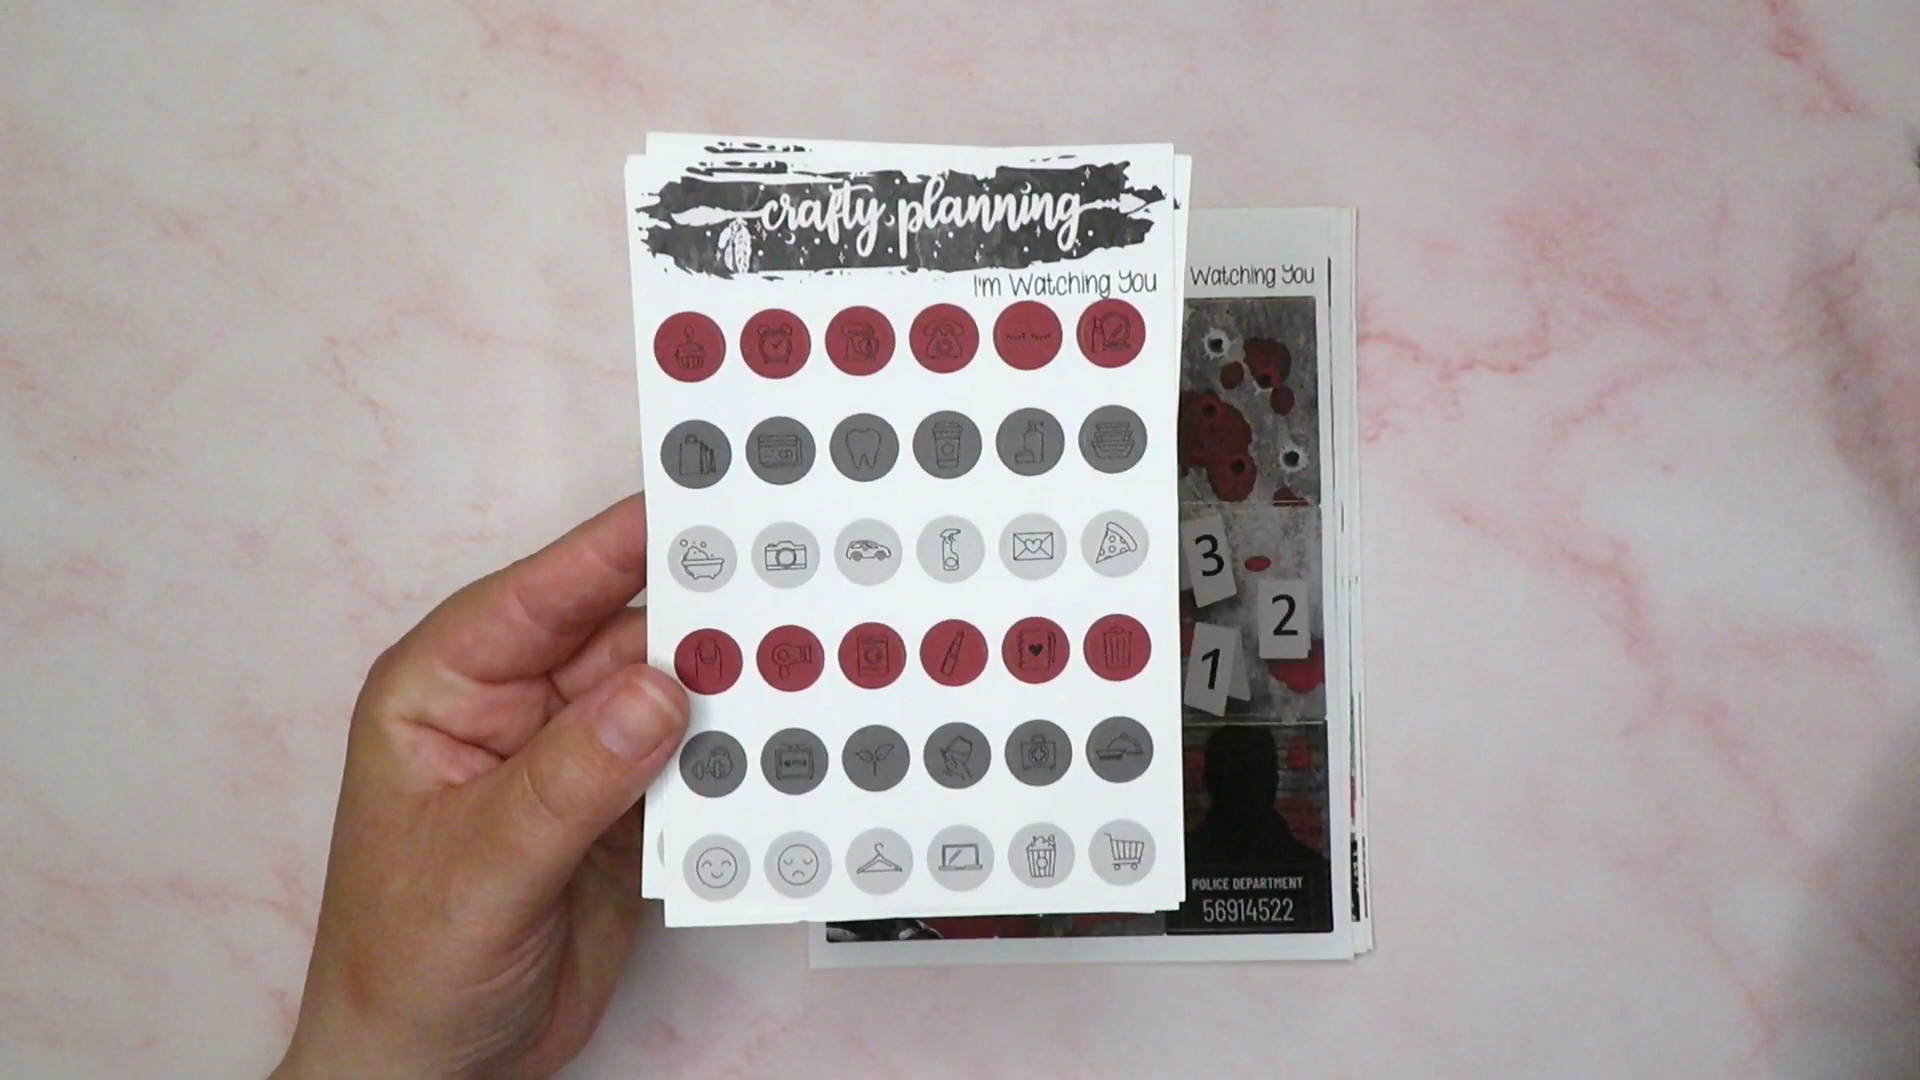 crafty planning
I'm Watching You
Watching You
3
2
1
POLICE DEPARTMENT
56914522